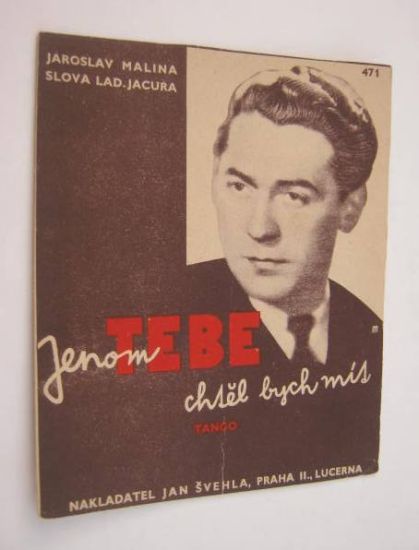 JAROSLAV MALINA
SLOVA LAD. JACURA
471
Jenom TEBE
chtěl bych mít
TANGO
NAKLADATEL JAN ŠVEHLA, PRAHA II., LUCERNA